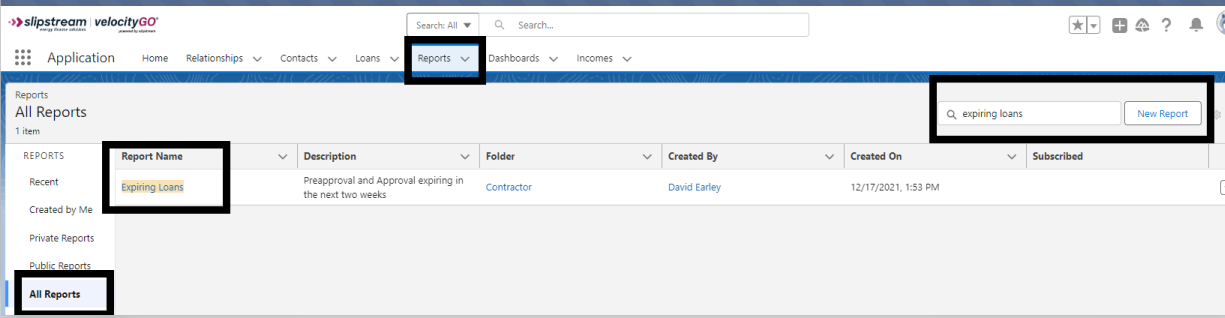 slipstream | velocityGO
energy finance solutions powered by slipstream
Search: All Search...
Application Home Relationships Contacts Loans Reports Dashboards Incomes
Reports
All Reports
1 item
expiring loans New Report
REPORTS Report Name Description Folder Created By Created On Subscribed
Recent
Expiring Loans Preapproval and Approval expiring in
the next two weeks Contractor David Earley 12/17/2021, 1:53 PM
Created by Me
Private Reports
Public Reports
All Reports